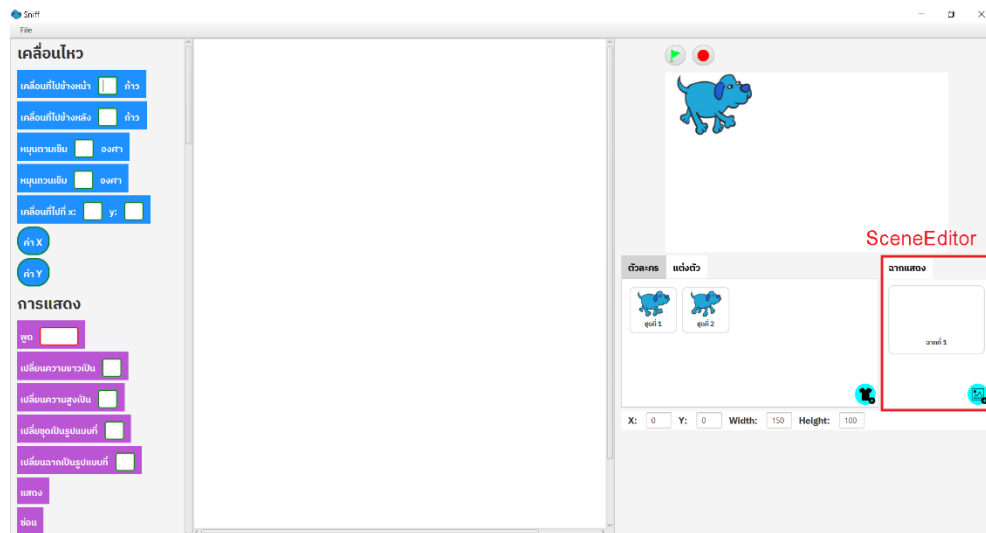 Sniff
File
เคลื่อนไหว
เคลื่อนที่ไปข้างหน้า ก้าว
เคลื่อนที่ไปข้างหลัง ก้าว
หมุนตามเข็ม องศา
หมุนทวนเข็ม องศา
เคลื่อนที่ไปที่ x: y:
ค่า X
ค่า Y
การแสดง
พูด
เปลี่ยนความยาวเป็น
เปลี่ยนความสูงเป็น
เปลี่ยชุดเป็นรูปแบบที่
เปลี่ยนฉากเป็นรูปแบบที่
แสดง
ซ่อน
SceneEditor
ตัวละคร แต่งตัว
ชุดที่ 1 ชุดที่ 2
ฉากแสดง
ฉากที่ 1
X: 0 Y: 0 Width: 150 Height: 100